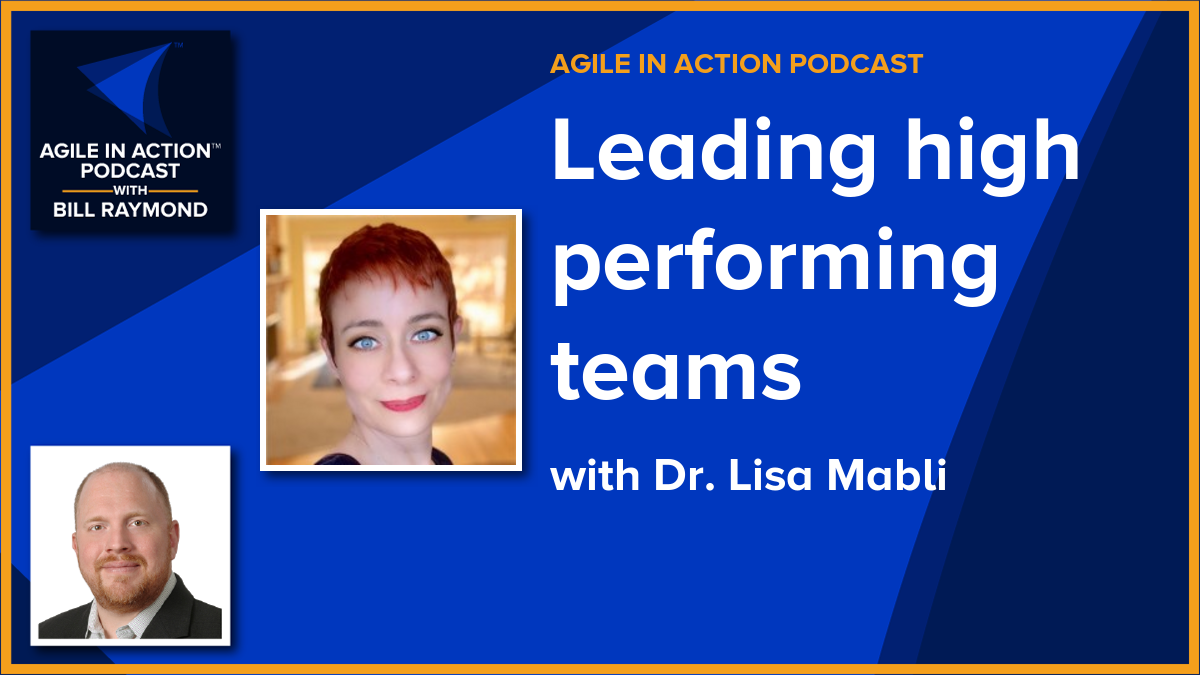 AGILE IN ACTION™
PODCAST
WITH
BILL RAYMOND
AGILE IN ACTION PODCAST
Leading high
performing
teams
with Dr. Lisa Mabli